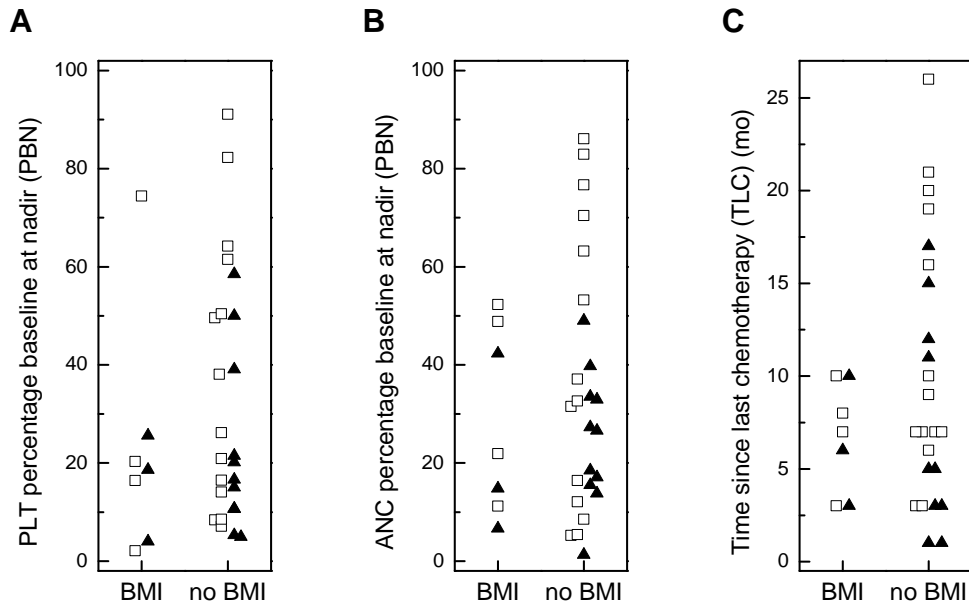 A
B
C
PLT percentage baseline at nadir (PBN)
100
80
60
40
20
0
BMI no BMI
ANC percentage baseline at nadir (PBN)
100
80
60
40
20
0
BMI no BMI
Time since last chemotherapy (TLC) (mo)
25
20
15
10
5
0
BMI no BMI